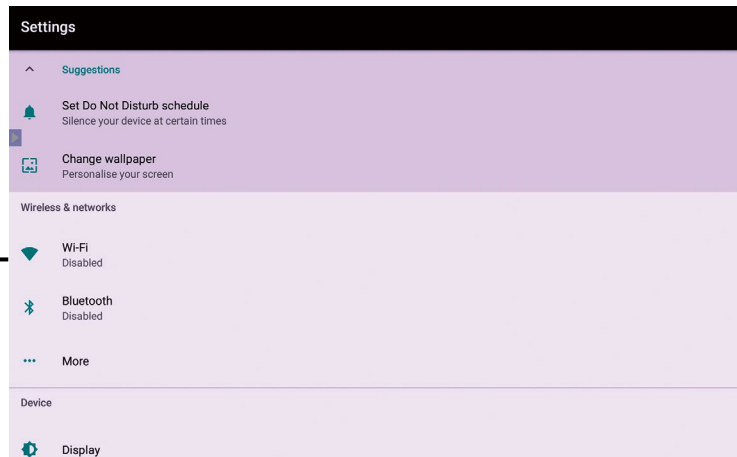 Settings
Suggestions
Set Do Not Disturb schedule
Silence your device at certain times
Change wallpaper
Personalise your screen
Wireless & networks
Wi-Fi
Disabled
Bluetooth
Disabled
More
Device
Display